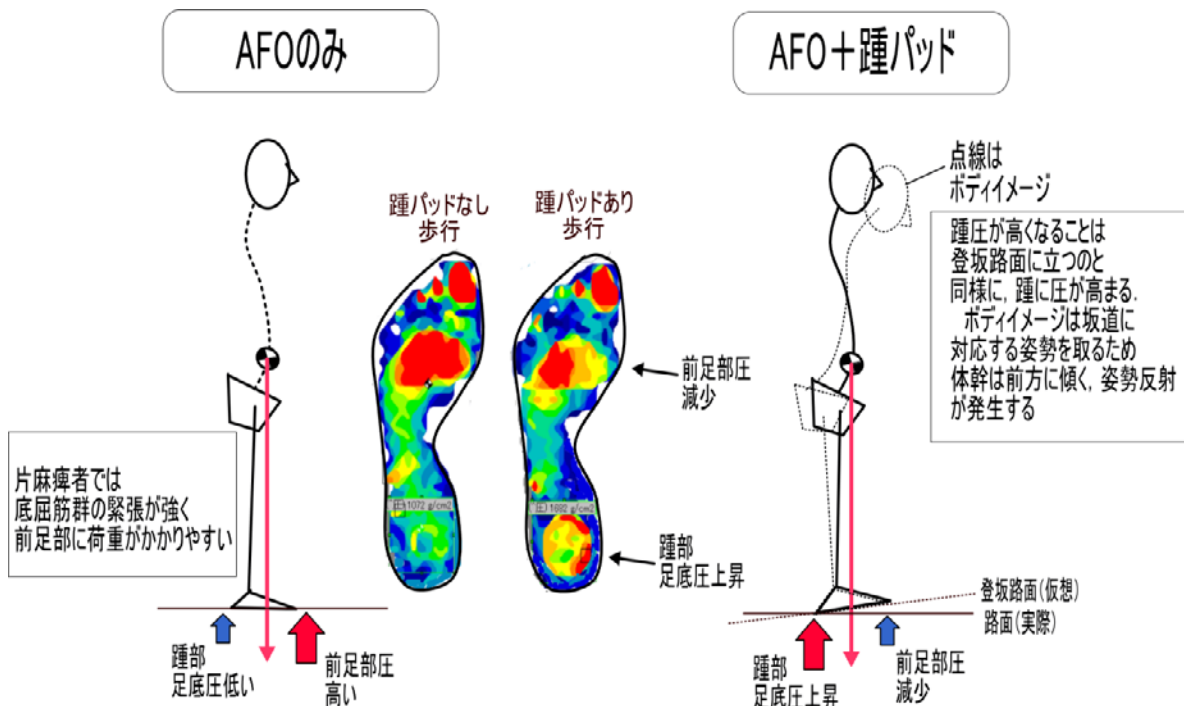 AFOのみ
AFO+踵パッド
踵パッドなし
歩行
踵パッドあり
歩行
点線は
ボディイメージ
踵圧が高くなることは
登坂路面に立つのと
同様に,踵に圧が高まる.
ボディイメージは坂道に
対応する姿勢を取るため
体幹は前方に傾く,姿勢反射
が発生する
前足部圧
減少
片麻痺者では
底屈筋群の緊張が強く
前足部に荷重がかかりやすい
1072 g/cm2
g/cm2
踵部
足底圧上昇
登坂路面(仮想)
路面(実際)
踵部
足底圧低い
前足部圧
高い
踵部
足底圧上昇
前足部圧
減少